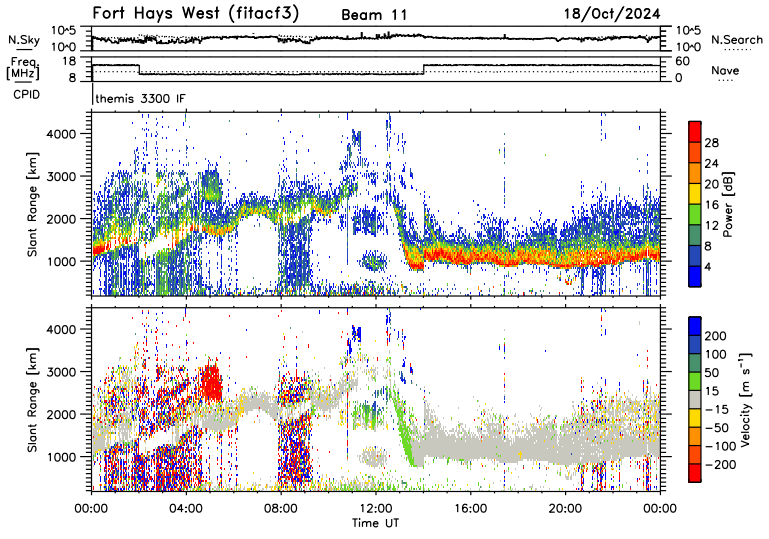 Fort Hays West (fitacf3) Beam 11 18/Oct/2024
N.Sky 10+5 10+0 10+5 10+0 N.Search
Freq. [MHz] 18 8 60 0 Nave
CPID themis 3300 IF
Slant Range [km] 4000 3000 2000 1000
Power [dB] 28 24 20 16 12 8 4
Slant Range [km] 4000 3000 2000 1000
Velocity [m s⁻¹] 200 100 50 15 −15 −50 −100 −200
00:00 04:00 08:00 12:00 16:00 20:00 00:00
Time UT